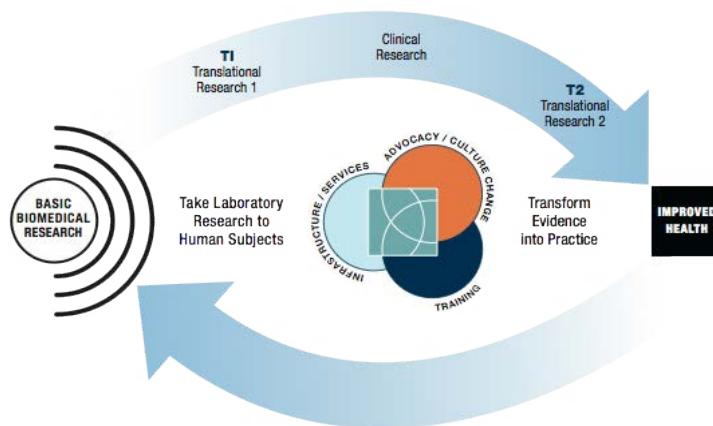 T1
Translational
Research 1
Clinical
Research
T2
Translational
Research 2
BASIC
BIOMEDICAL
RESEARCH
Take Laboratory
Research to
Human Subjects
INFRASTRUCTURE / SERVICES
ADVOCACY / CULTURE CHANGE
TRAINING
Transform
Evidence
into Practice
IMPROVED
HEALTH